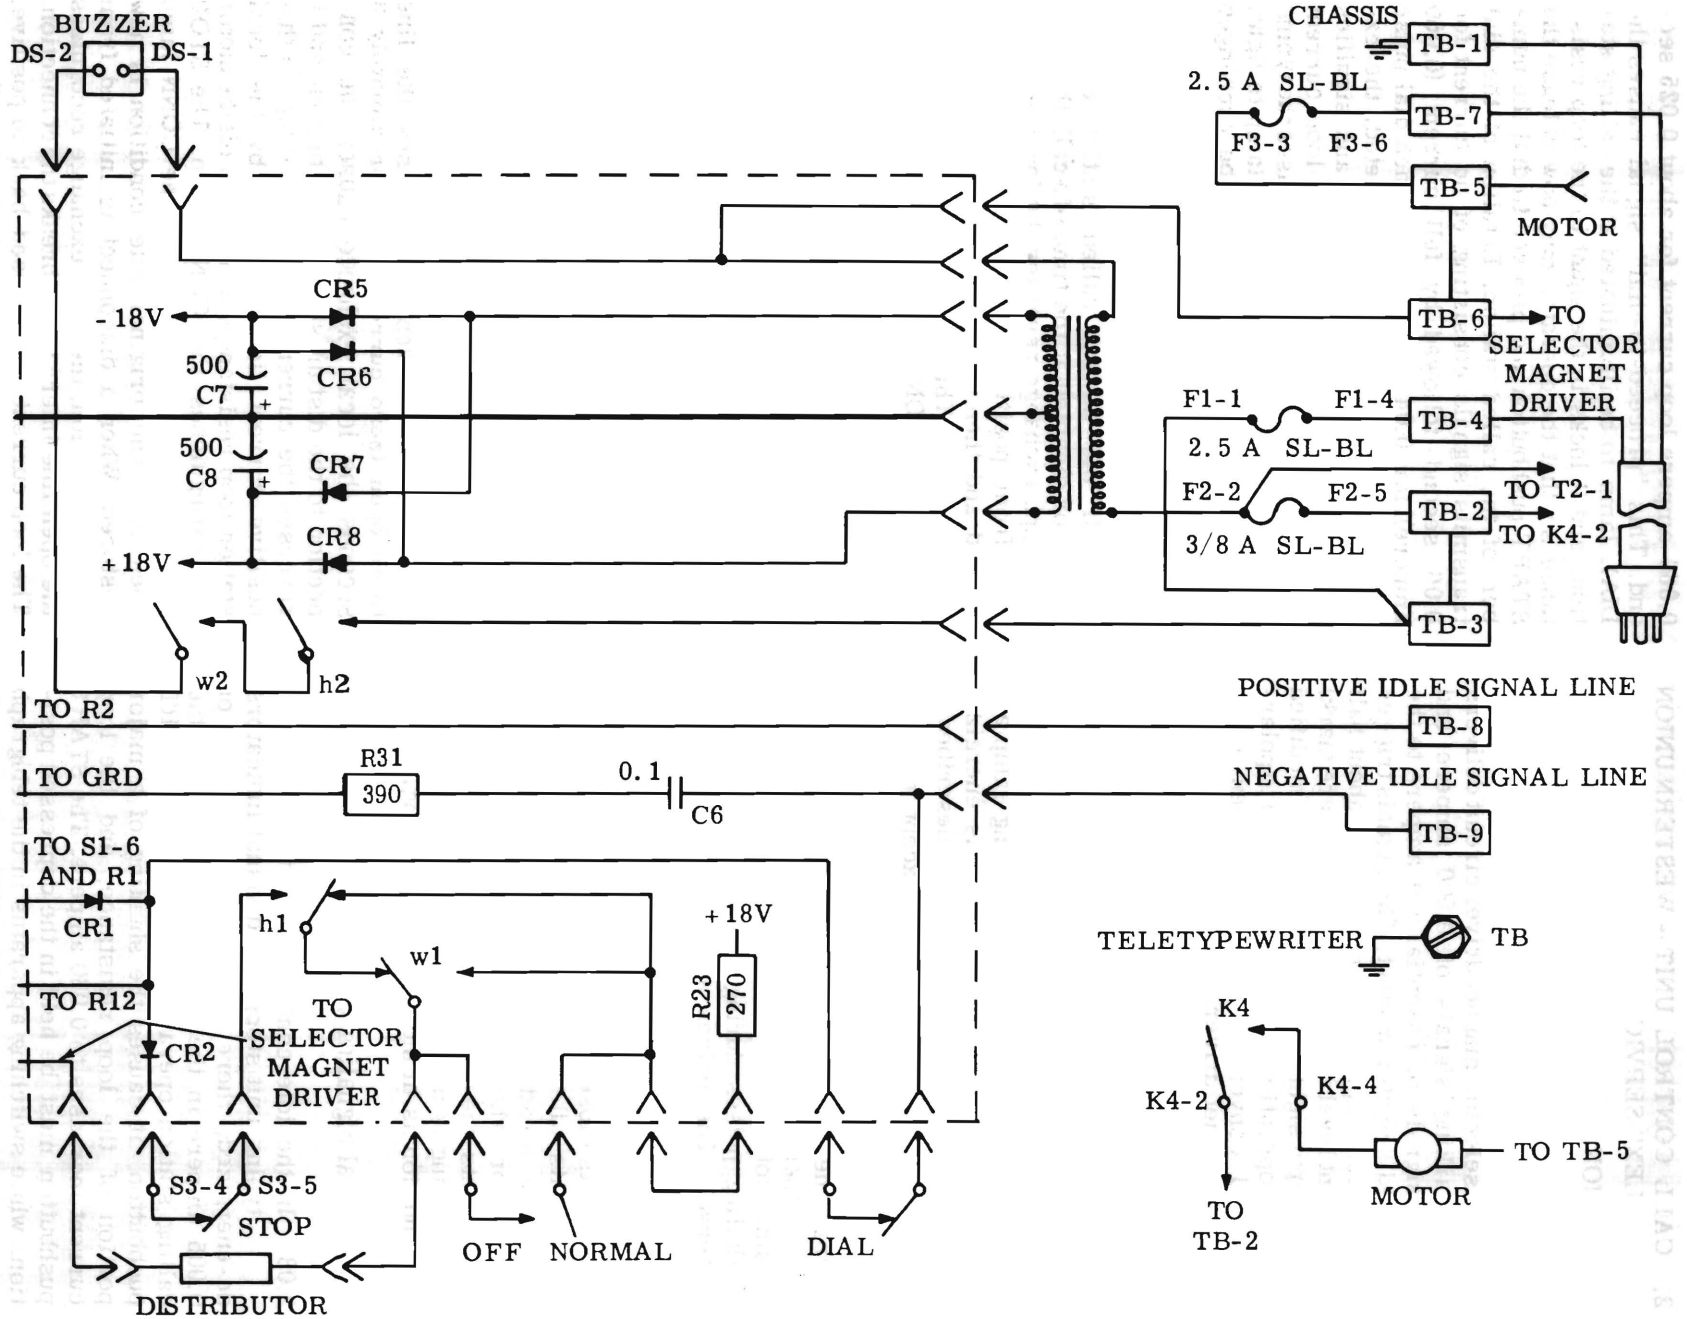 BUZZER
DS-2
DS-1
CHASSIS
TB-1
2.5 A SL-BL
TB-7
F3-3
F3-6
TB-5
MOTOR
CR5
-18V
CR6
500
C7
+
TB-6
TO
SELECTOR
MAGNET
DRIVER
F1-1
F1-4
TB-4
2.5 A SL-BL
500
C8
+
CR7
TO T2-1
F2-2
F2-5
TB-2
TO K4-2
3/8 A SL-BL
CR8
+18V
TB-3
w2
h2
POSITIVE IDLE SIGNAL LINE
TO R2
TB-8
R31
390
TO GRD
0.1
C6
NEGATIVE IDLE SIGNAL LINE
TB-9
TO S1-6
AND R1
CR1
h1
w1
+18V
R23
270
TELETYPEWRITER
TB
TO R12
TO
SELECTOR
MAGNET
DRIVER
CR2
K4
K4-4
K4-2
TO TB-5
MOTOR
TO
TB-2
S3-4
S3-5
STOP
OFF
NORMAL
DIAL
DISTRIBUTOR